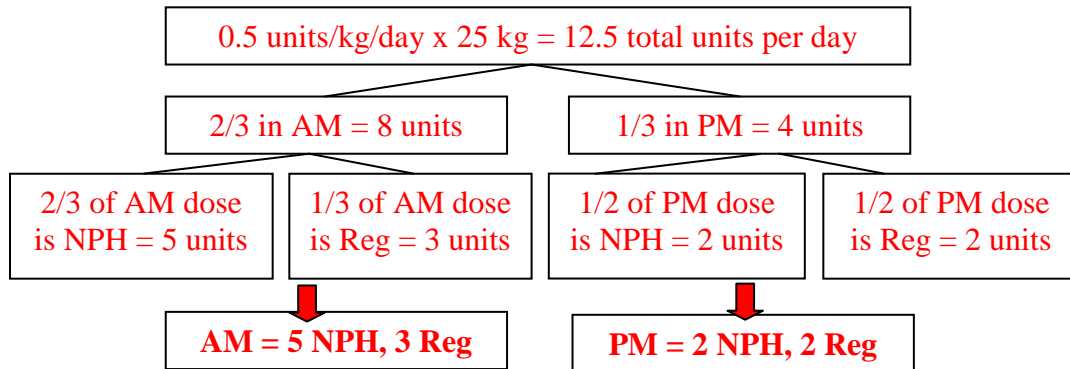 0.5 units/kg/day x 25 kg = 12.5 total units per day
2/3 in AM = 8 units
1/3 in PM = 4 units
2/3 of AM dose
is NPH = 5 units
1/3 of AM dose
is Reg = 3 units
1/2 of PM dose
is NPH = 2 units
1/2 of PM dose
is Reg = 2 units
AM = 5 NPH, 3 Reg
PM = 2 NPH, 2 Reg